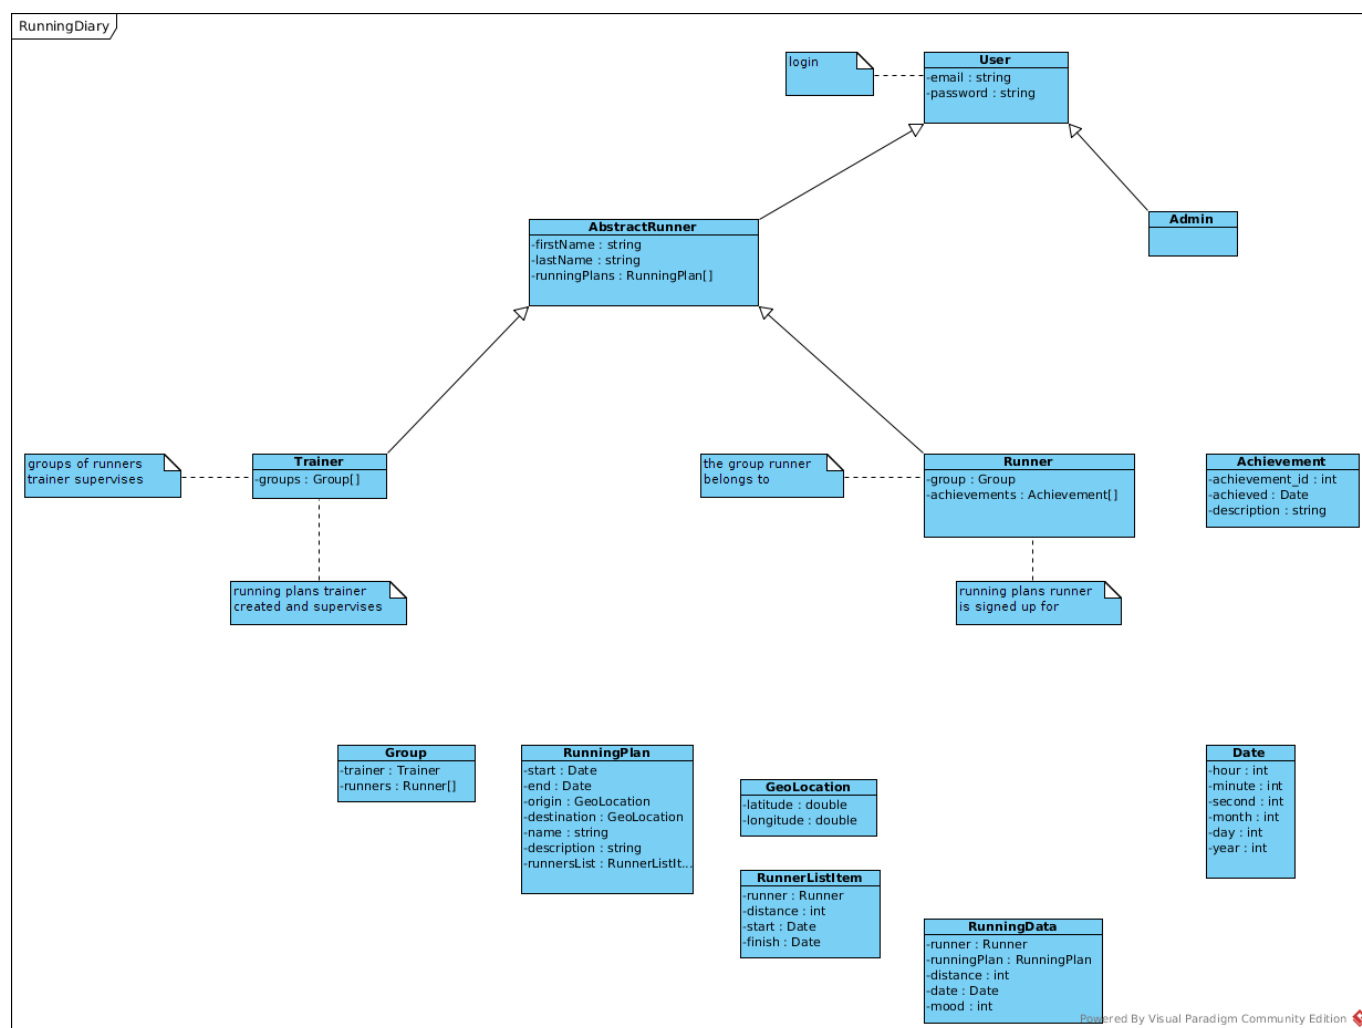 RunningDiary
login
User
-email : string
-password : string
AbstractRunner
-firstName : string
-lastName : string
-runningPlans : RunningPlan[]
Admin
groups of runners
trainer supervises
Trainer
-groups : Group[]
the group runner
belongs to
Runner
-group : Group
-achievements : Achievement[]
Achievement
-achievement_id : int
-achieved : Date
-description : string
running plans trainer
created and supervises
running plans runner
is signed up for
Group
-trainer : Trainer
-runners : Runner[]
RunningPlan
-start : Date
-end : Date
-origin : GeoLocation
-destination : GeoLocation
-name : string
-description : string
-runnersList : RunnerListIt...
GeoLocation
-latitude : double
-longitude : double
Date
-hour : int
-minute : int
-second : int
-month : int
-day : int
-year : int
RunnerListItem
-runner : Runner
-distance : int
-start : Date
-finish : Date
RunningData
-runner : Runner
-runningPlan : RunningPlan
-distance : int
-date : Date
-mood : int
Powered By Visual Paradigm Community Edition